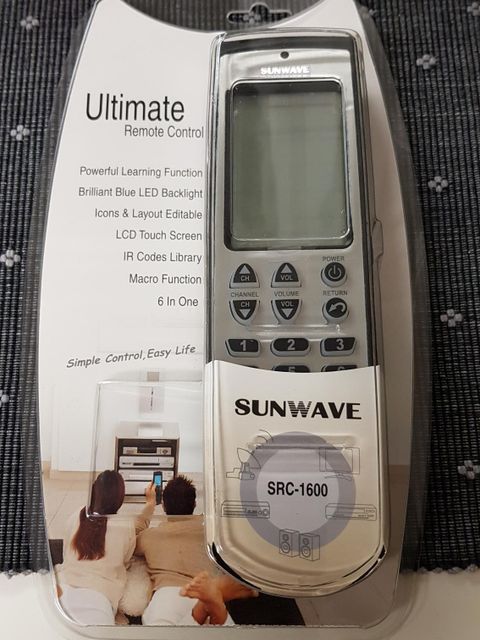 SUNWAVE
Ultimate
Remote Control
Powerful Learning Function
Brilliant Blue LED Backlight
Icons & Layout Editable
LCD Touch Screen
IR Codes Library
Macro Function
6 In One
Simple Control, Easy Life
POWER
CH
VOL
CHANNEL
VOLUME
RETURN
CH
VOL
1
2
3
SUNWAVE
SRC-1600